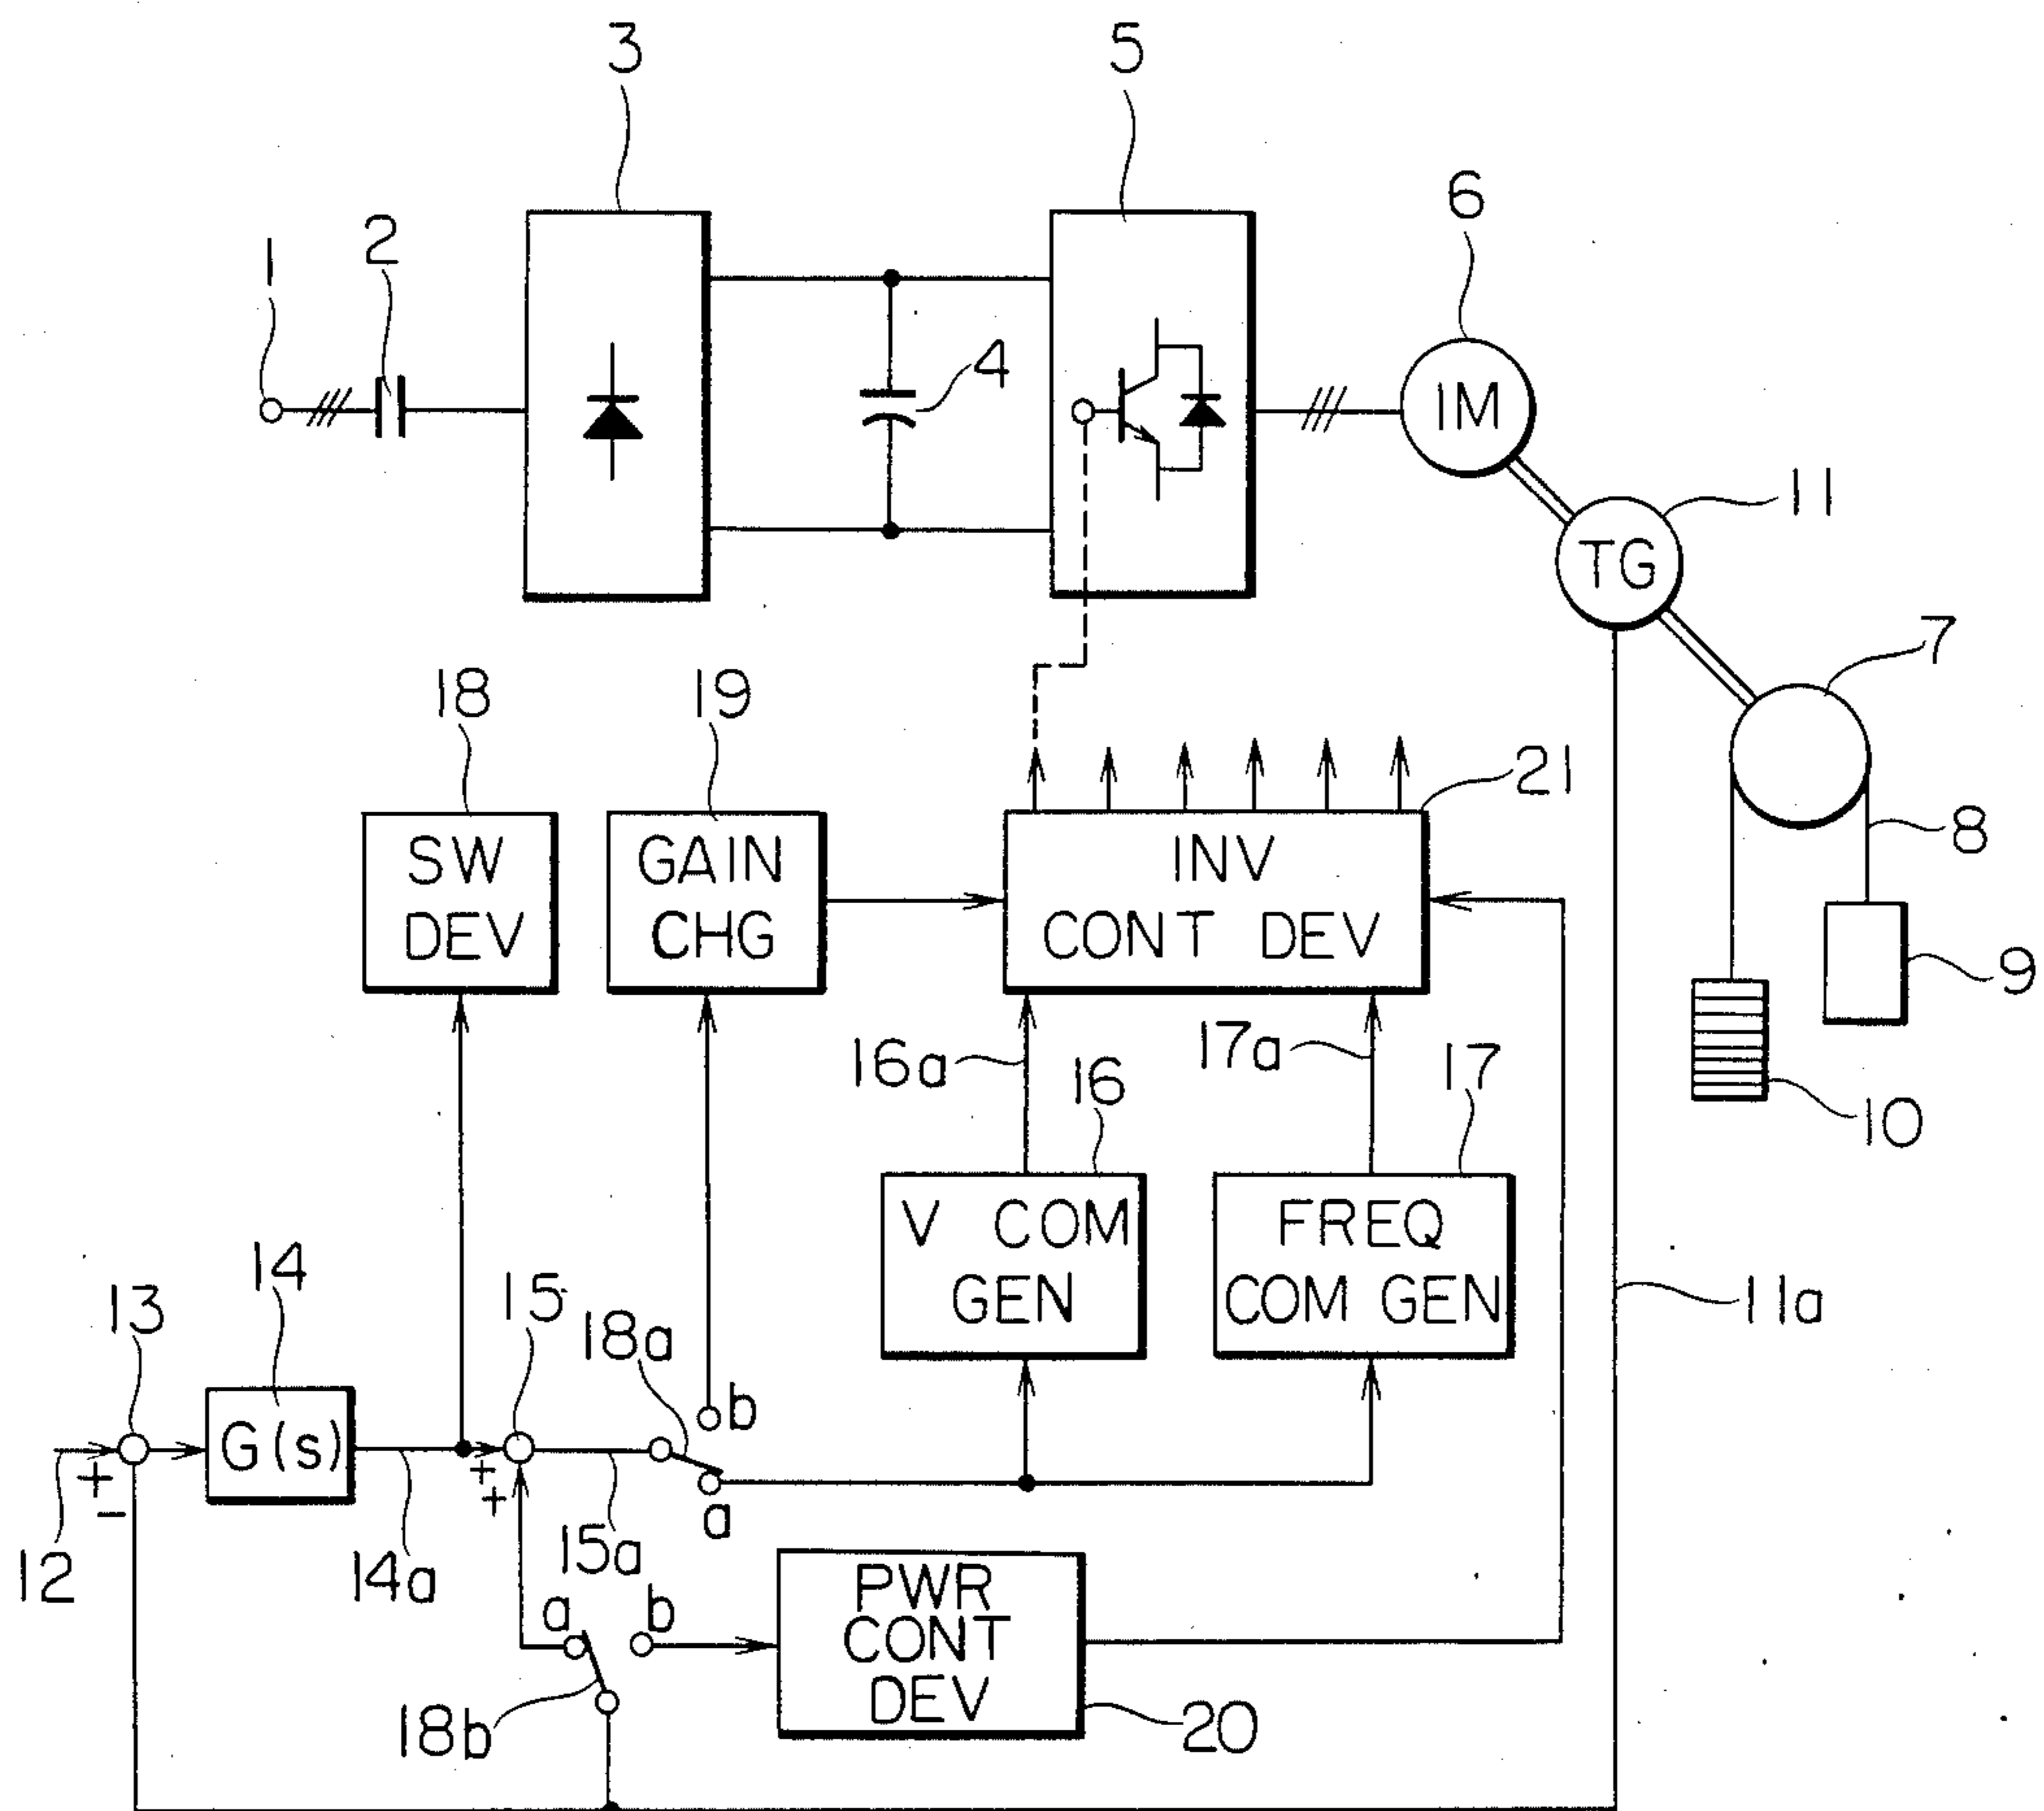 3
5
6
2
1
4
IM
11
TG
7
18
19
21
8
SW
DEV
GAIN
CHG
INV
CONT DEV
9
16a
17a
16
17
10
V COM
GEN
FREQ
COM GEN
14
15
13
18a
11a
b
G(s)
+
-
+
+
a
12
14a
15a
a
b
PWR
CONT
DEV
18b
20